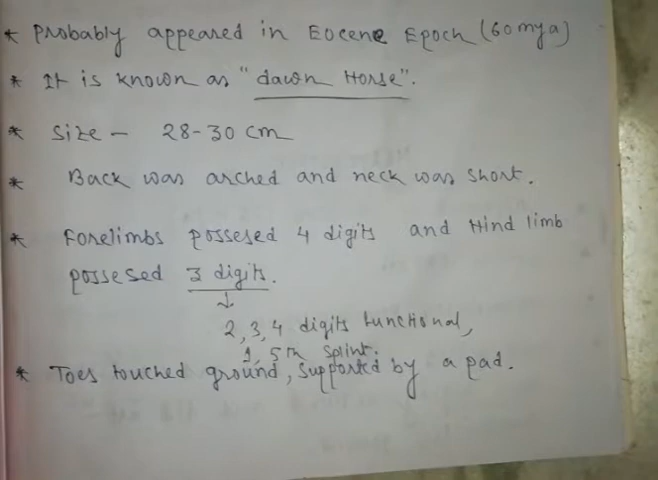 * Probably appeared in Eocene Epoch (60 mya)
* It is known as "dawn Horse".
* Size - 28-30 cm
* Back was arched and neck was short.
* Forelimbs possesed 4 digits and Hind limb
possesed 3 digits.
↓
2, 3, 4 digits functional,
1, 5th splint.
* Toes touched ground, supported by a pad.